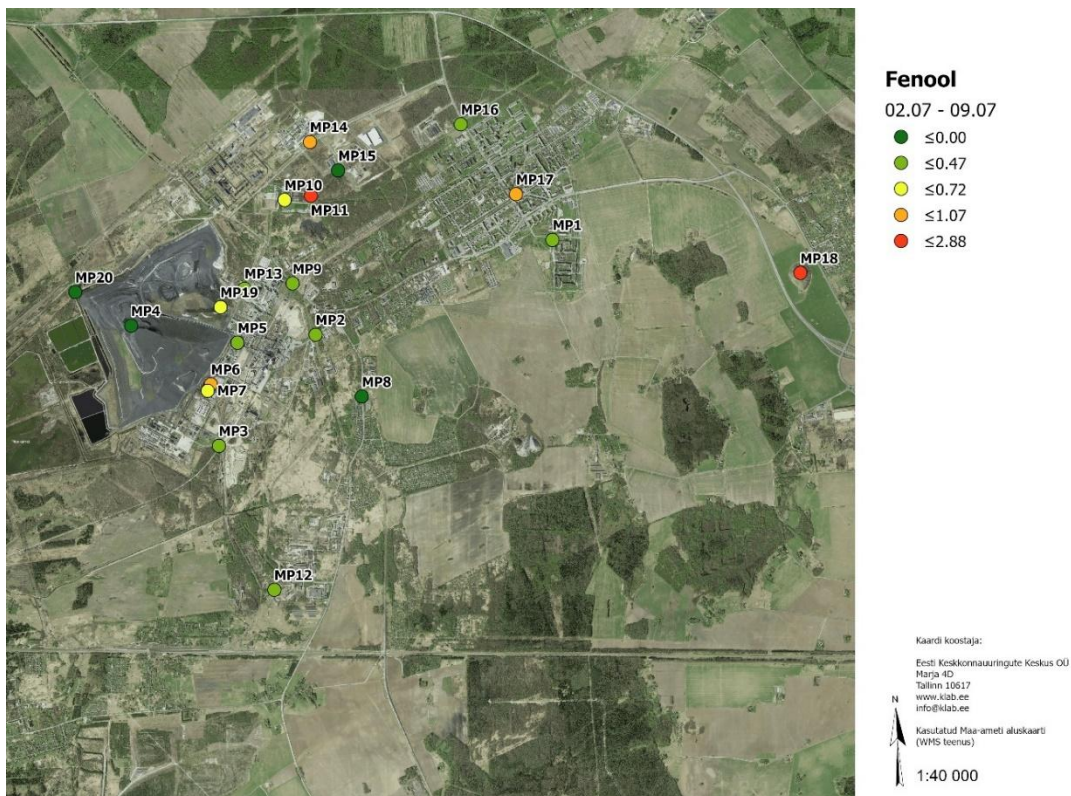 MP16
MP14
MP15
MP10
MP17
MP11
MP1
MP18
MP20
MP13
MP9
MP19
MP5
MP2
MP6
MP7
MP8
MP3
MP12
Fenool
02.07 - 09.07
≤0.00
≤0.47
≤0.72
≤1.07
≤2.88
MP4
Kaardi koostaja:
Eesti Keskkonnauuringute Keskus OÜ
Marja 4D
Tallinn 10617
www.klab.ee
info@klab.ee
Kasutatud Maa-ameti aluskaarti
(WMS teenus)
N
1:40 000